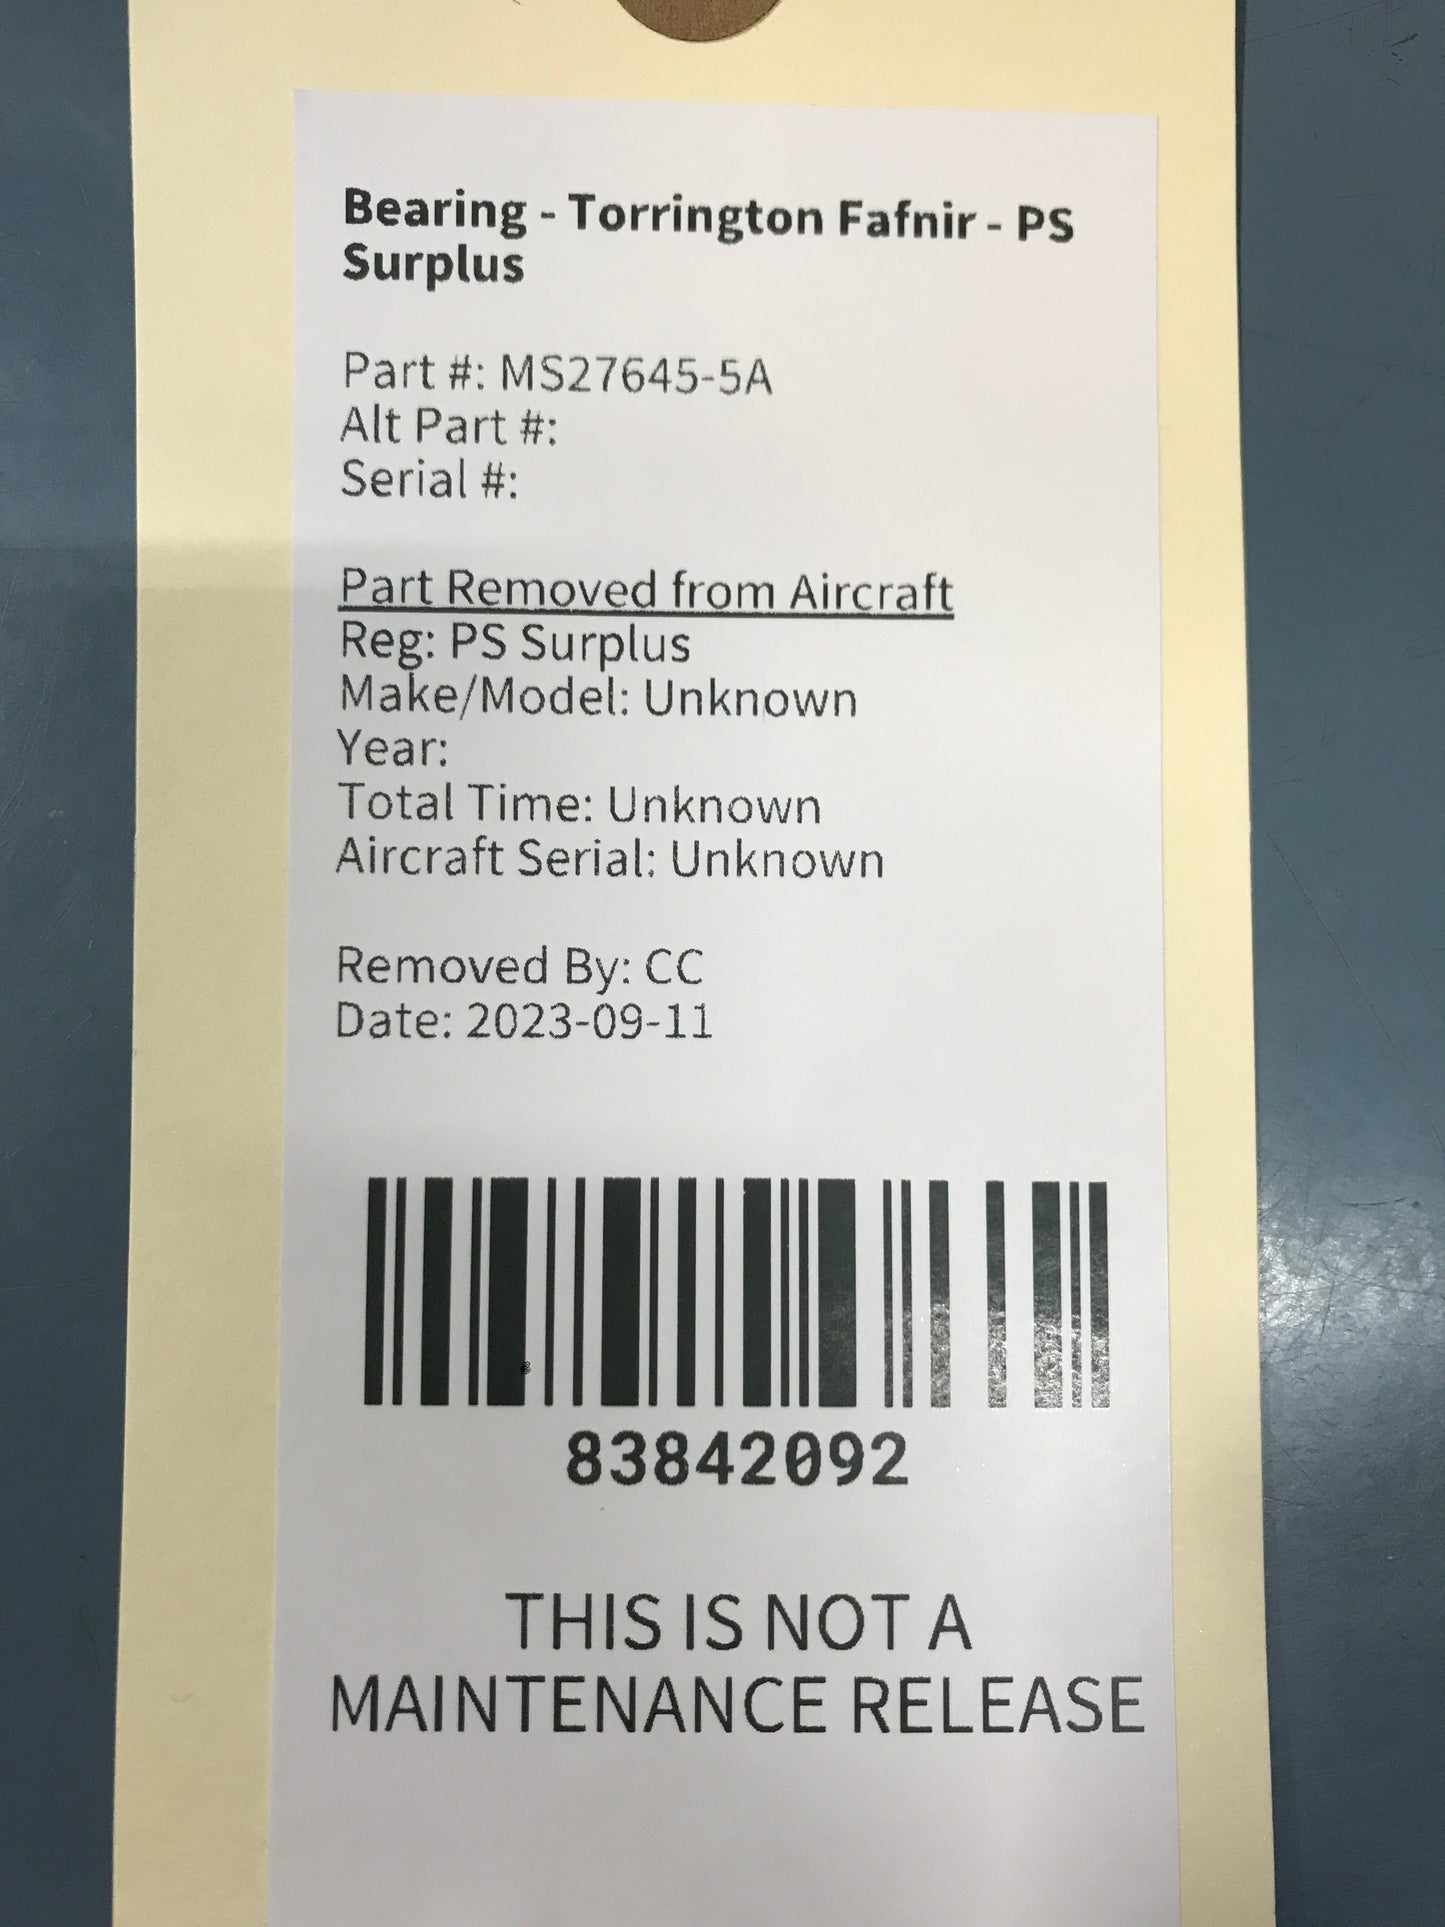 Bearing - Torrington Fafnir - PS
Surplus
Part #: MS27645-5A
Alt Part #:
Serial #:
Part Removed from Aircraft
Reg: PS Surplus
Make/Model: Unknown
Year:
Total Time: Unknown
Aircraft Serial: Unknown
Removed By: CC
Date: 2023-09-11
83842092
THIS IS NOT A
MAINTENANCE RELEASE